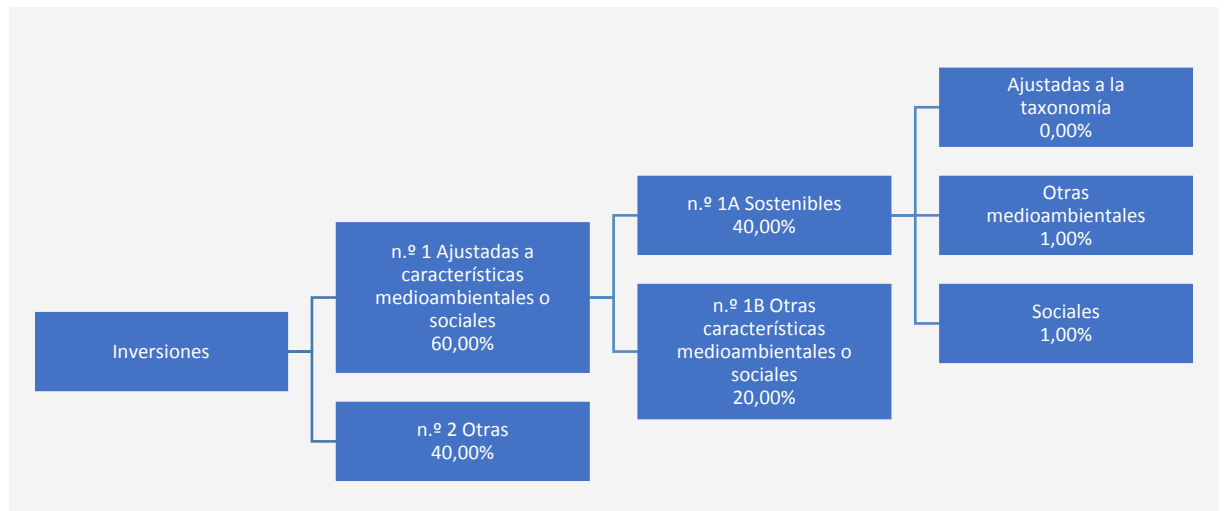 Inversiones
n.º 1 Ajustadas a
características
medioambientales o
sociales
60,00%
n.º 2 Otras
40,00%
n.º 1A Sostenibles
40,00%
n.º 1B Otras
características
medioambientales o
sociales
20,00%
Ajustadas a la
taxonomía
0,00%
Otras
medioambientales
1,00%
Sociales
1,00%